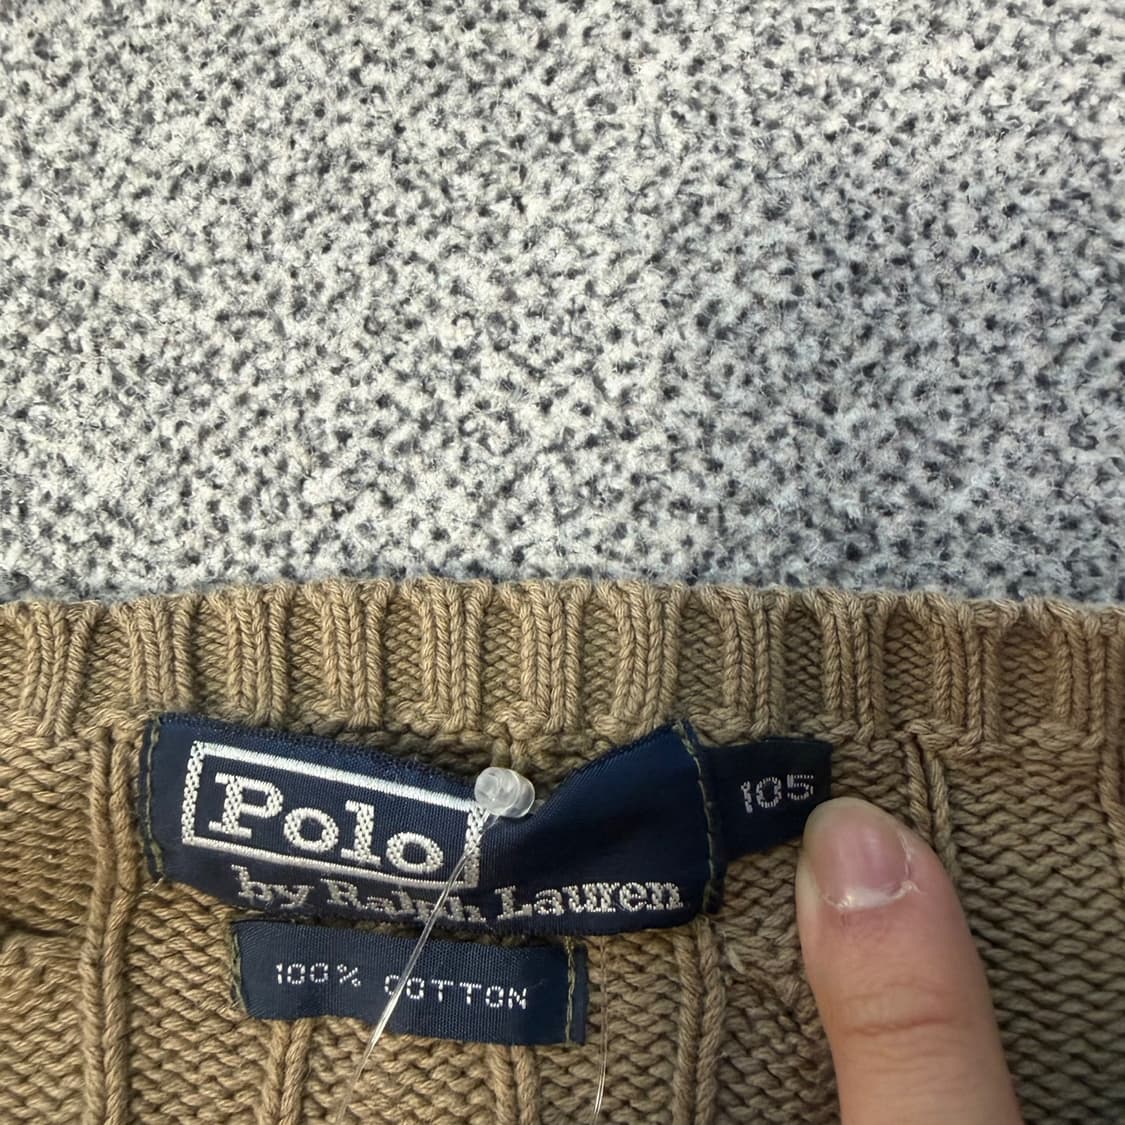 Polo
by Ralph Lauren
105
100% COTTON